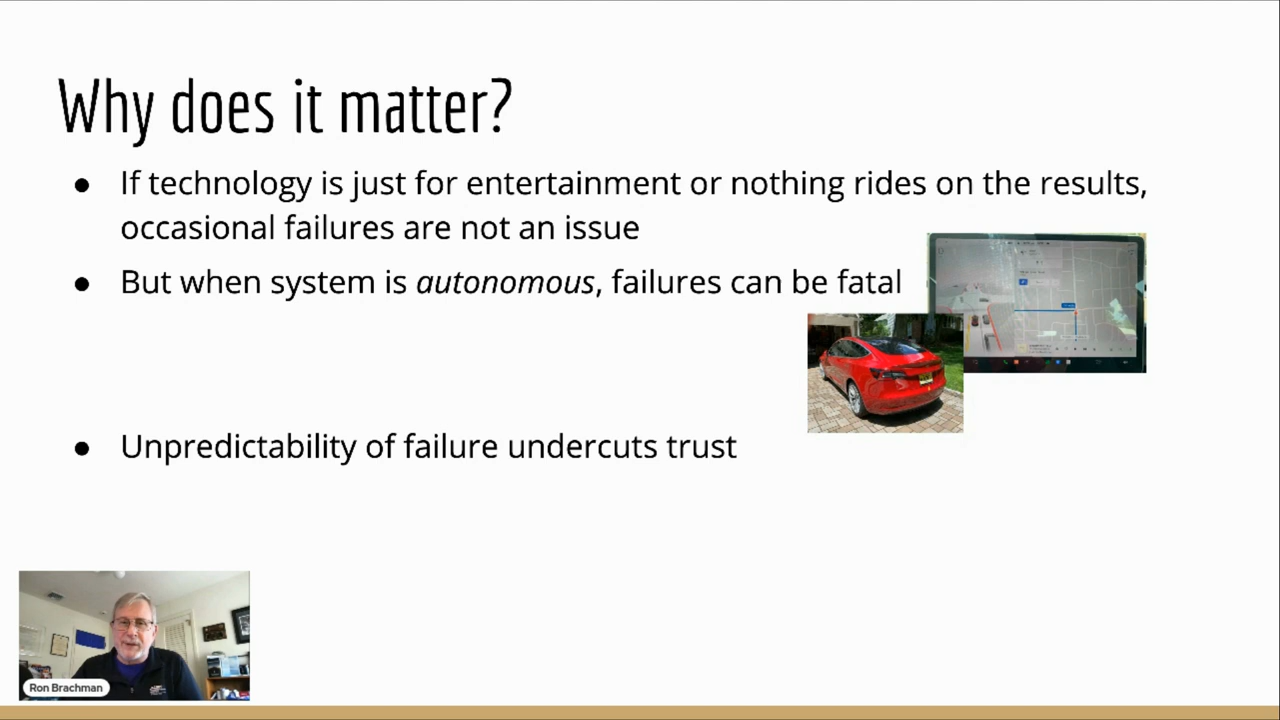 Why does it matter?
● If technology is just for entertainment or nothing rides on the results,
occasional failures are not an issue
● But when system is autonomous, failures can be fatal
● Unpredictability of failure undercuts trust
Ron Brachman